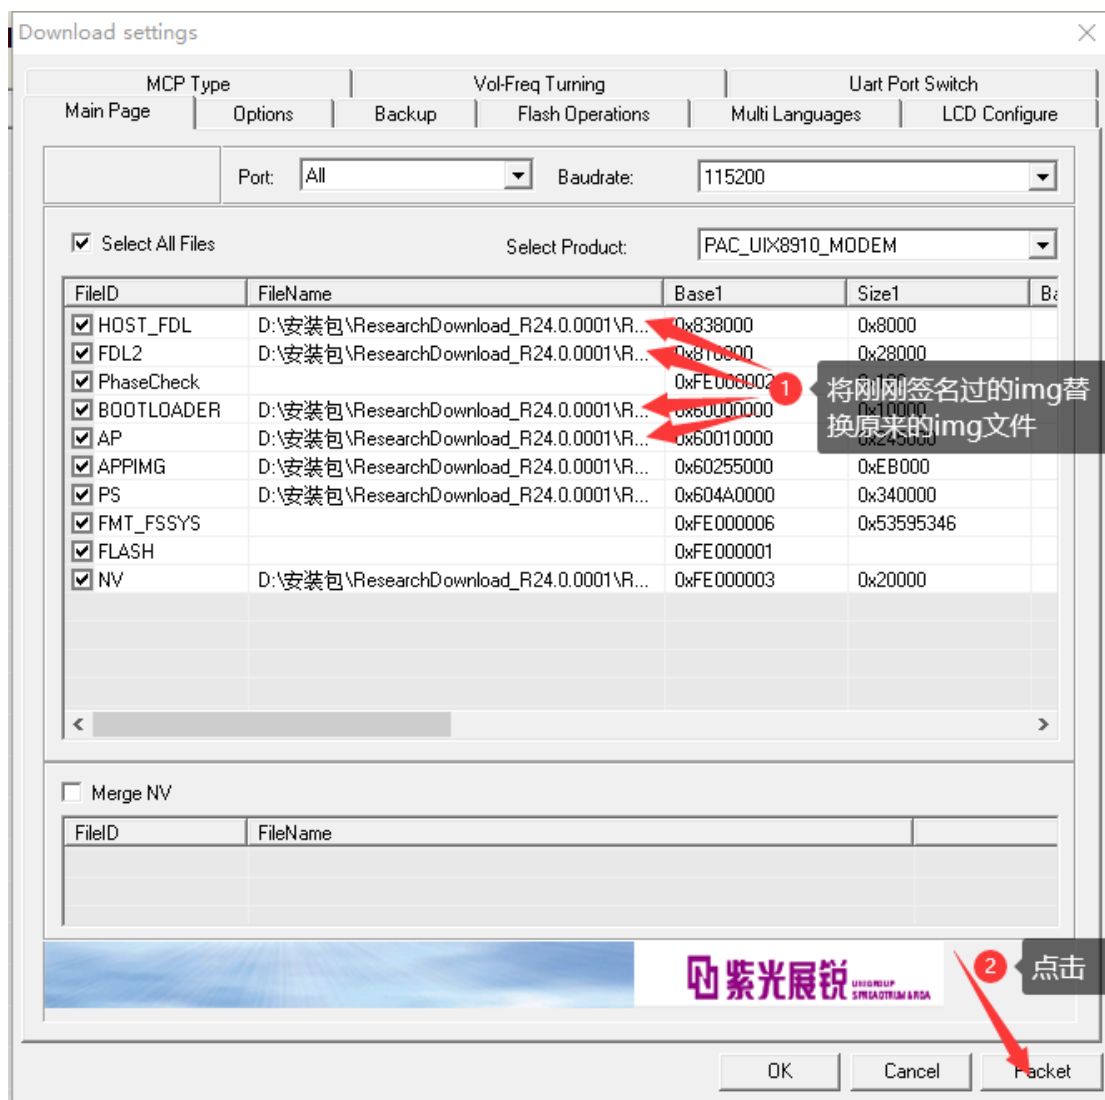 Download settings
MCP Type Vol-Freq Turning Uart Port Switch
Main Page Options Backup Flash Operations Multi Languages LCD Configure
Port: All Baudrate: 115200
Select All Files Select Product: PAC_UIX8910_MODEM
FileID FileName Base1 Size1
HOST_FDL D:\安装包\ResearchDownload_R24.0.0001\R... 0x838000 0x8000
FDL2 D:\安装包\ResearchDownload_R24.0.0001\R... 0x28000
PhaseCheck 0xFE000002
1 将刚刚签名过的img替
BOOTLOADER D:\安装包\ResearchDownload_R24.0.0001\R... 0x60000000
换原来的img文件
AP D:\安装包\ResearchDownload_R24.0.0001\R... 0x60010000
APPIMG D:\安装包\ResearchDownload_R24.0.0001\R... 0x60255000 0xEB000
PS D:\安装包\ResearchDownload_R24.0.0001\R... 0x604A0000 0x340000
FMT_FSSYS 0xFE000006 0x53595346
FLASH 0xFE000001
NV D:\安装包\ResearchDownload_R24.0.0001\R... 0xFE000003 0x20000
Merge NV
FileID FileName
紫光展锐 UNIGROUP
SPREADTRUM & RDA
2 点击
OK Cancel Packet